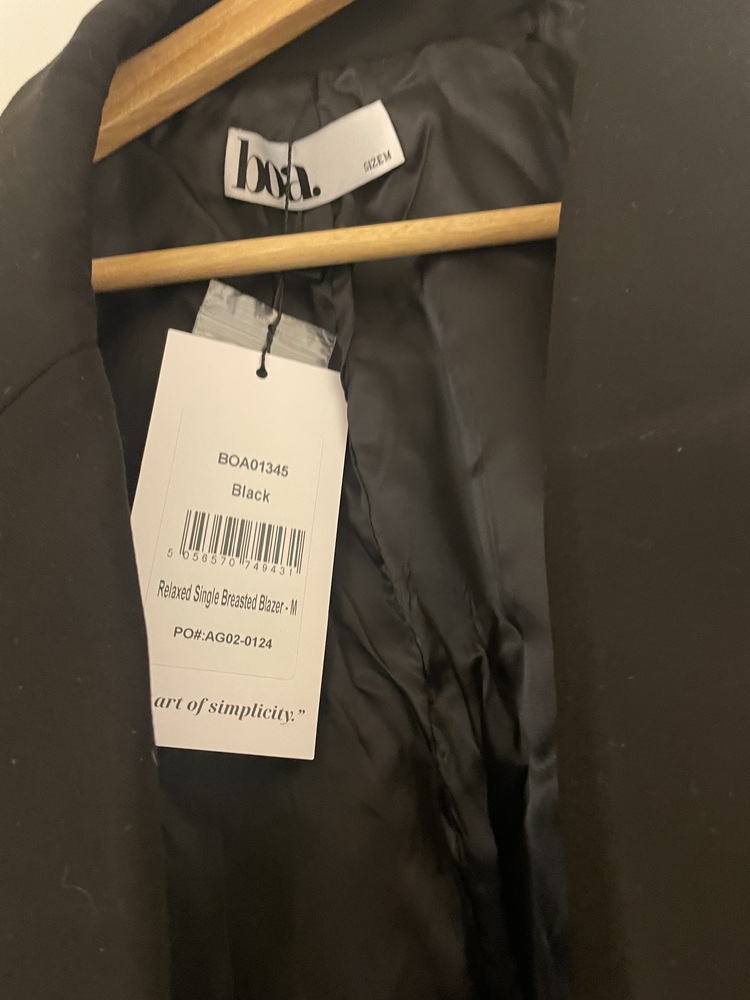 boa.
SIZE M
BOA01345
Black
5 056570 749431
Relaxed Single Breasted Blazer - M
PO#:AG02-0124
art of simplicity.”